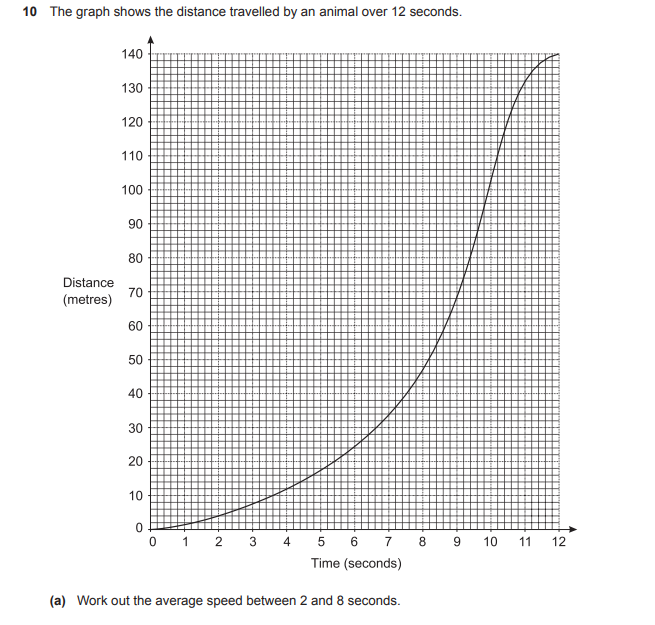 10 The graph shows the distance travelled by an animal over 12 seconds.
140
130
120
110
100
90
80
Distance
(metres)
70
60
50
40
30
20
10
0
0 1 2 3 4 5 6 7 8 9 10 11 12
Time (seconds)
(a) Work out the average speed between 2 and 8 seconds.